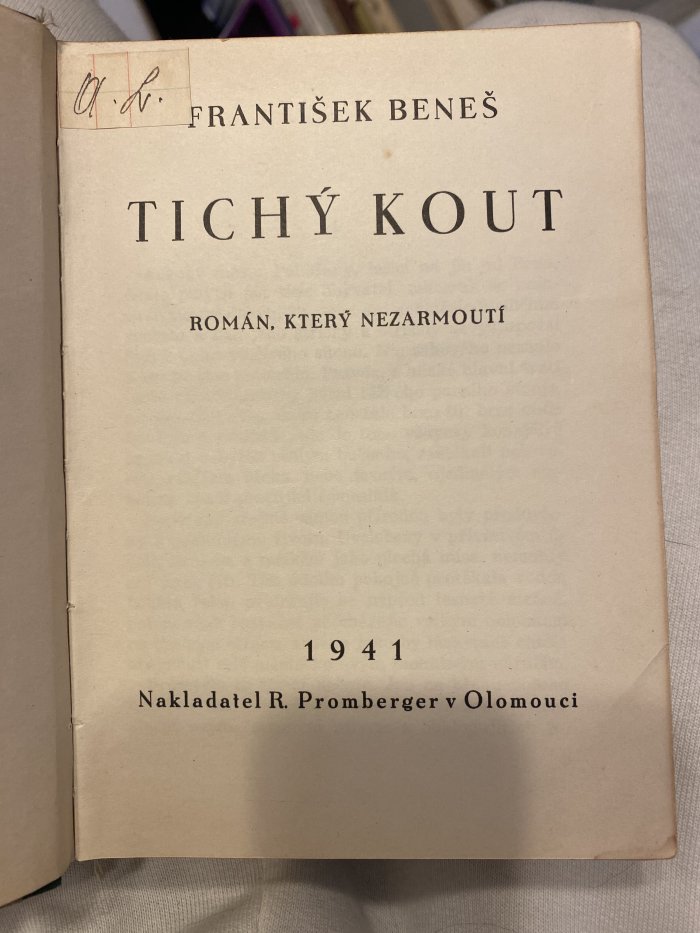 a. L.
FRANTIŠEK BENEŠ
TICHÝ KOUT
ROMÁN, KTERÝ NEZARMOUTÍ
1941
Nakladatel R. Promberger v Olomouci